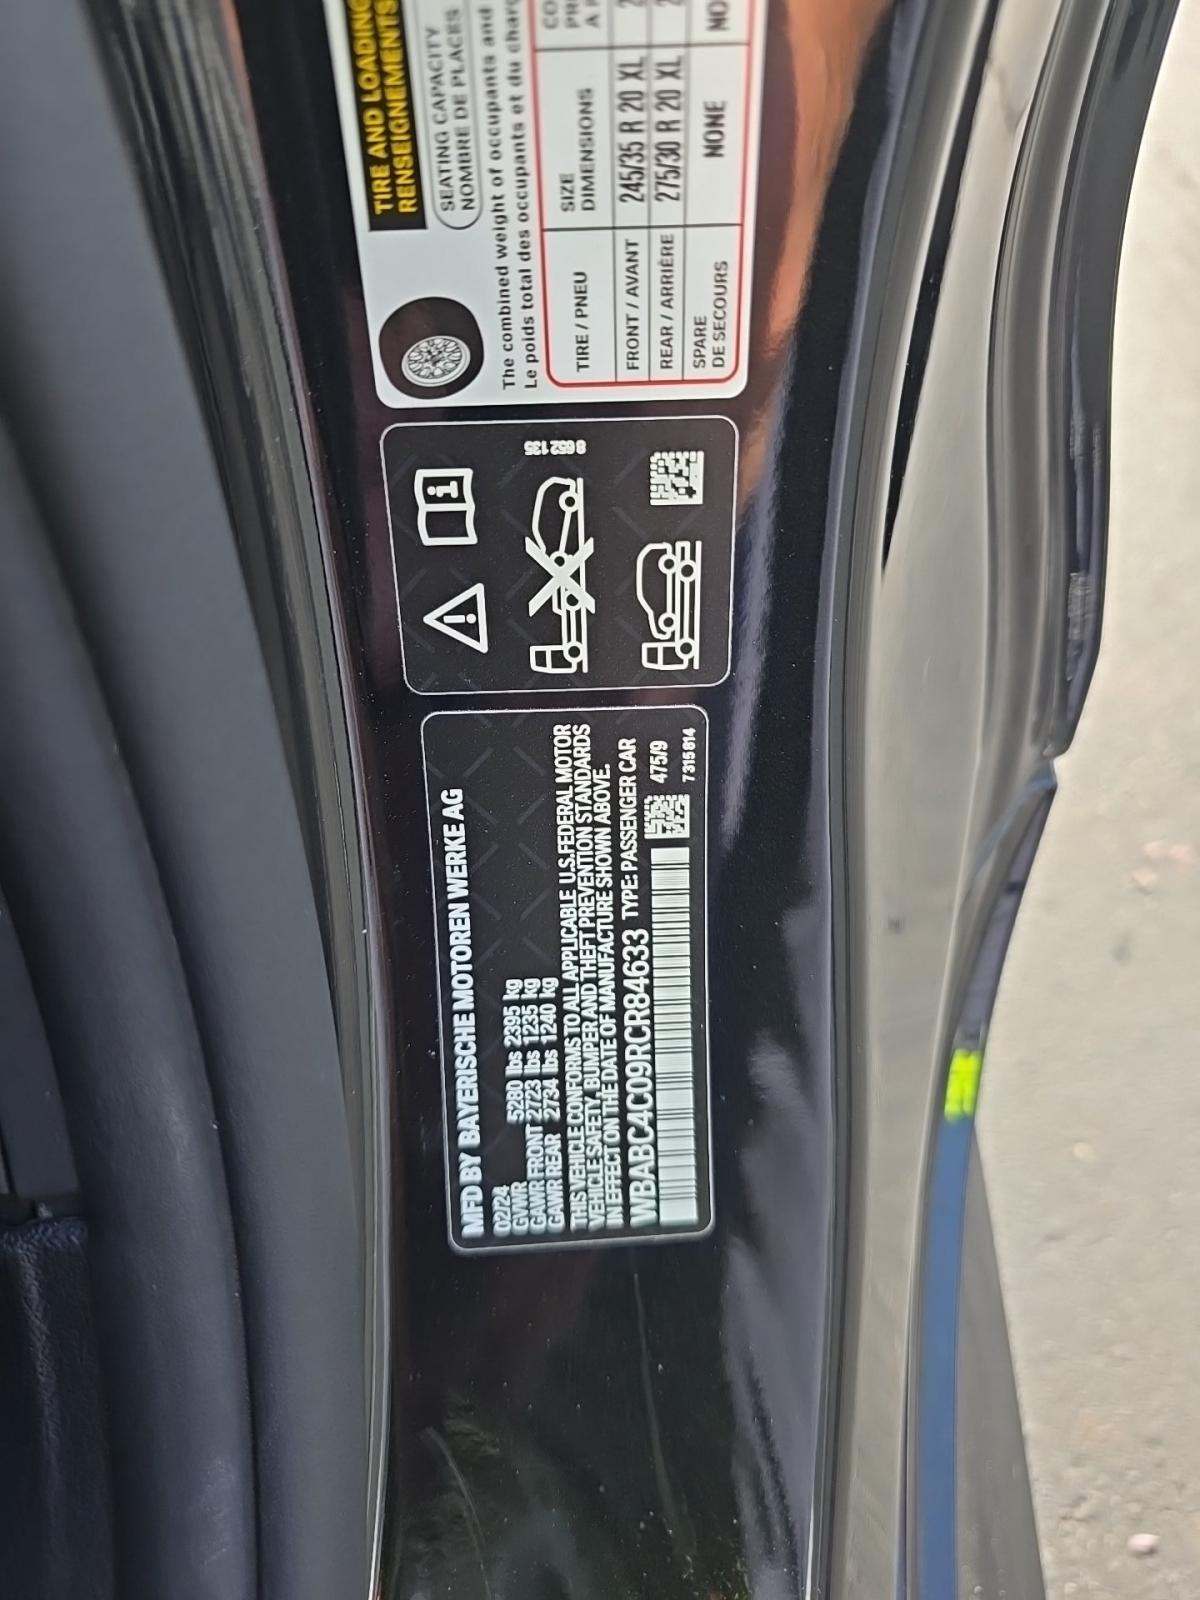 TIRE AND LOADING
RENSEIGNEMENTS
SEATING CAPACITY
NOMBRE DE PLACES
The combined weight of occupants and
Le poids total des occupants et du
TIRE / PNEU
SIZE
DIMENSIONS
FRONT / AVANT
245/35 R 20 XL
REAR / ARRIÈRE
275/30 R 20 XL
SPARE
DE SECOURS
NONE
i
8 652 135
MFD BY BAYERISCHE MOTOREN WERKE AG
02/24
GVWR 5280 lbs 2395 kg
GAWR FRONT 2723 lbs 1235 kg
GAWR REAR 2734 lbs 1240 kg
THIS VEHICLE CONFORMS TO ALL APPLICABLE U.S.FEDERAL MOTOR
VEHICLE SAFETY, BUMPER AND THEFT PREVENTION STANDARDS
IN EFFECT ON THE DATE OF MANUFACTURE SHOWN ABOVE.
WBABC4C09RCR84633 TYPE: PASSENGER CAR
475/9
7 315 814